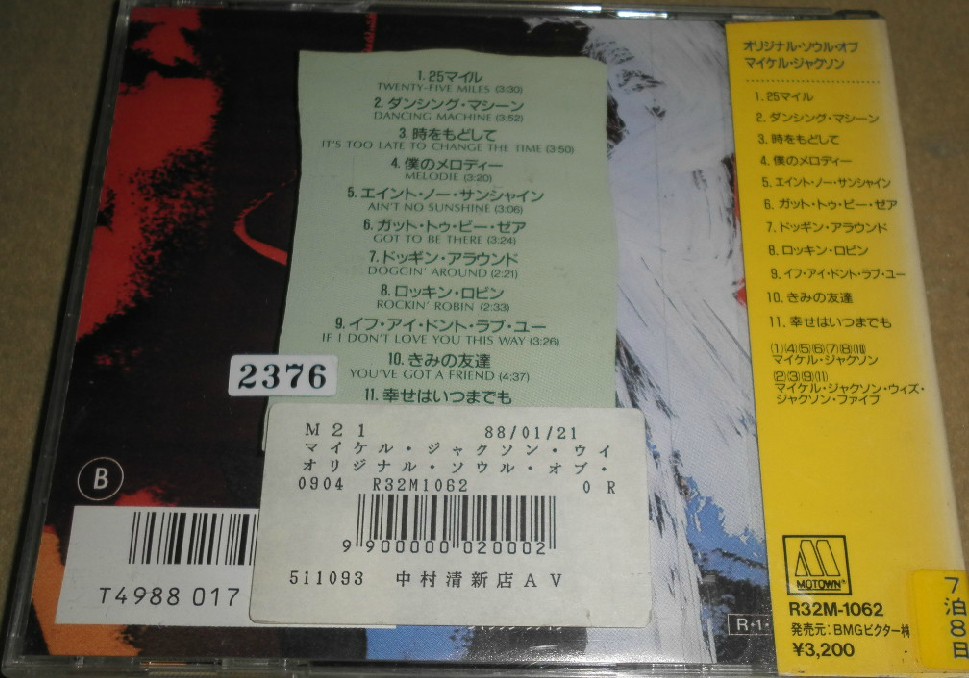 1. 25マイル
TWENTY-FIVE MILES (3:30)
2. ダンシング・マシーン
DANCING MACHINE (3:52)
3. 時をもどして
IT'S TOO LATE TO CHANGE THE TIME (3:50)
4. 僕のメロディー
MELODIE (3:20)
5. エイント・ノー・サンシャイン
AIN'T NO SUNSHINE (3:06)
6. ガット・トゥ・ビー・ゼア
GOT TO BE THERE (3:24)
7. ドッギン・アラウンド
DOGGIN' AROUND (2:21)
8. ロッキン・ロビン
ROCKIN' ROBIN (2:33)
9. イフ・アイ・ドント・ラブ・ユー
IF I DON'T LOVE YOU THIS WAY (3:26)
10. きみの友達
YOU'VE GOT A FRIEND (4:37)
11. 幸せはいつまでも
2376
B
M21 88/01/21
マイケル・ジャクソン・ウイ
オリジナル・ソウル・オブ・
0904 R32M1062 0 R
9 900000 020002
511093 中村清新店AV
T4988 017
R・1・
オリジナル・ソウル・オブ
マイケル・ジャクソン
1. 25マイル
2. ダンシング・マシーン
3. 時をもどして
4. 僕のメロディー
5. エイント・ノー・サンシャイン
6. ガット・トゥ・ビー・ゼア
7. ドッギン・アラウンド
8. ロッキン・ロビン
9. イフ・アイ・ドント・ラブ・ユー
10. きみの友達
11. 幸せはいつまでも
(1)(4)(5)(6)(7)(8)(10)
マイケル・ジャクソン
(2)(3)(9)(11)
マイケル・ジャクソン・ウィズ・
ジャクソン・ファイブ
MOTOWN®
R32M-1062
発売元:BMGビクター株
¥3,200
7
泊
8
日